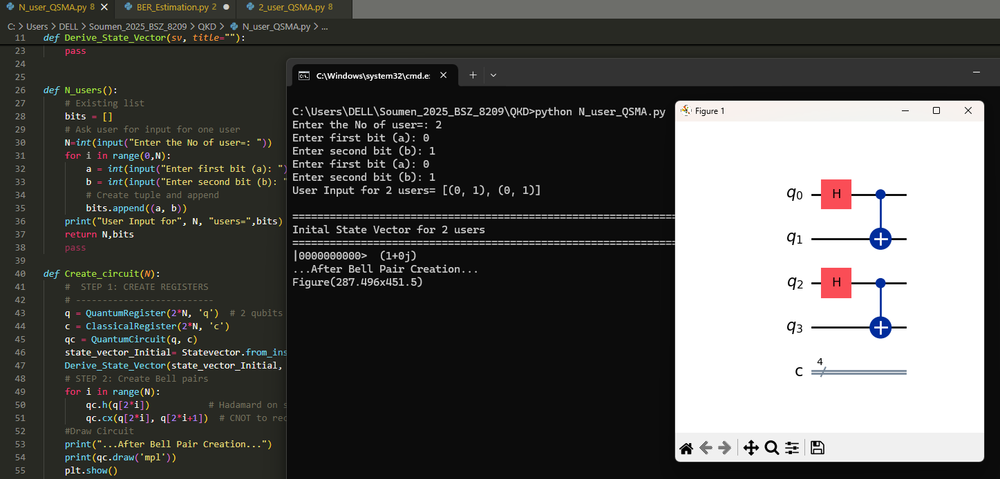 N_user_QSMA.py 8
BER_Estimation.py 2
2_user_QSMA.py 8
C: > Users > DELL > Soumen_2025_BSZ_8209 > QKD > N_user_QSMA.py > ...
11 def Derive_State_Vector(sv, title=""):
23 pass
24
25
26 def N_users():
27 # Existing list
28 bits = []
29 # Ask user for input for one user
30 N=int(input("Enter the No of user=: "))
31 for i in range(0,N):
32 a = int(input("Enter first bit (a): ")
33 b = int(input("Enter second bit (b): "
34 # Create tuple and append
35 bits.append((a, b))
36 print("User Input for", N, "users=",bits)
37 return N,bits
38 pass
39
40 def Create_circuit(N):
41 # STEP 1: CREATE REGISTERS
42 # --------------------------
43 q = QuantumRegister(2*N, 'q') # 2 qubits
44 c = ClassicalRegister(2*N, 'c')
45 qc = QuantumCircuit(q, c)
46 state_vector_Initial= Statevector.from_ins
47 Derive_State_Vector(state_vector_Initial,
48 # STEP 2: Create Bell pairs
49 for i in range(N):
50 qc.h(q[2*i]) # Hadamard on s
51 qc.cx(q[2*i], q[2*i+1]) # CNOT to rec
52 #Draw Circuit
53 print("...After Bell Pair Creation...")
54 print(qc.draw('mpl'))
55 plt.show()
C:\Windows\system32\cmd.e:
C:\Users\DELL\Soumen_2025_BSZ_8209\QKD>python N_user_QSMA.py
Enter the No of user=: 2
Enter first bit (a): 0
Enter second bit (b): 1
Enter first bit (a): 0
Enter second bit (b): 1
User Input for 2 users= [(0, 1), (0, 1)]
==============================================================
Inital State Vector for 2 users
==============================================================
|0000000000> (1+0j)
...After Bell Pair Creation...
Figure(287.496x451.5)
Figure 1
q0 H
q1
q2 H
q3
4
c